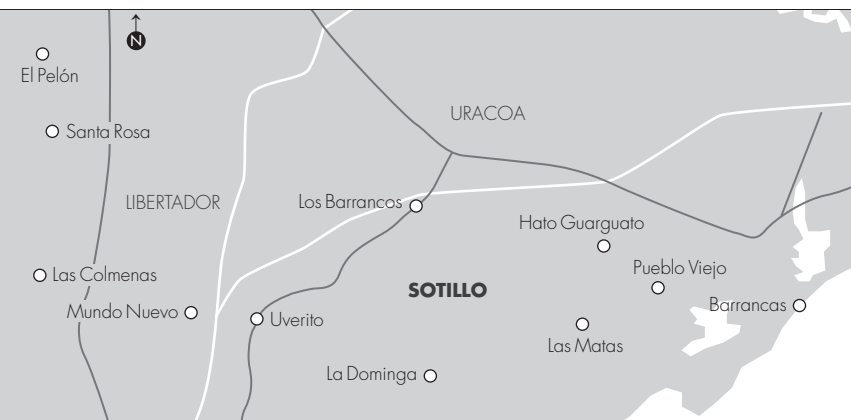 N
El Pelón
URACOA
Santa Rosa
LIBERTADOR
Los Barrancos
Hato Guarguato
Pueblo Viejo
Las Colmenas
SOTILLO
Barrancas
Mundo Nuevo
Uverito
Las Matas
La Dominga